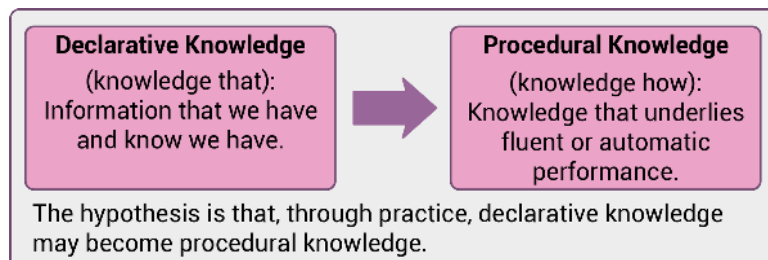 Declarative Knowledge
(knowledge that):
Information that we have
and know we have.
Procedural Knowledge
(knowledge how):
Knowledge that underlies
fluent or automatic
performance.
The hypothesis is that, through practice, declarative knowledge
may become procedural knowledge.